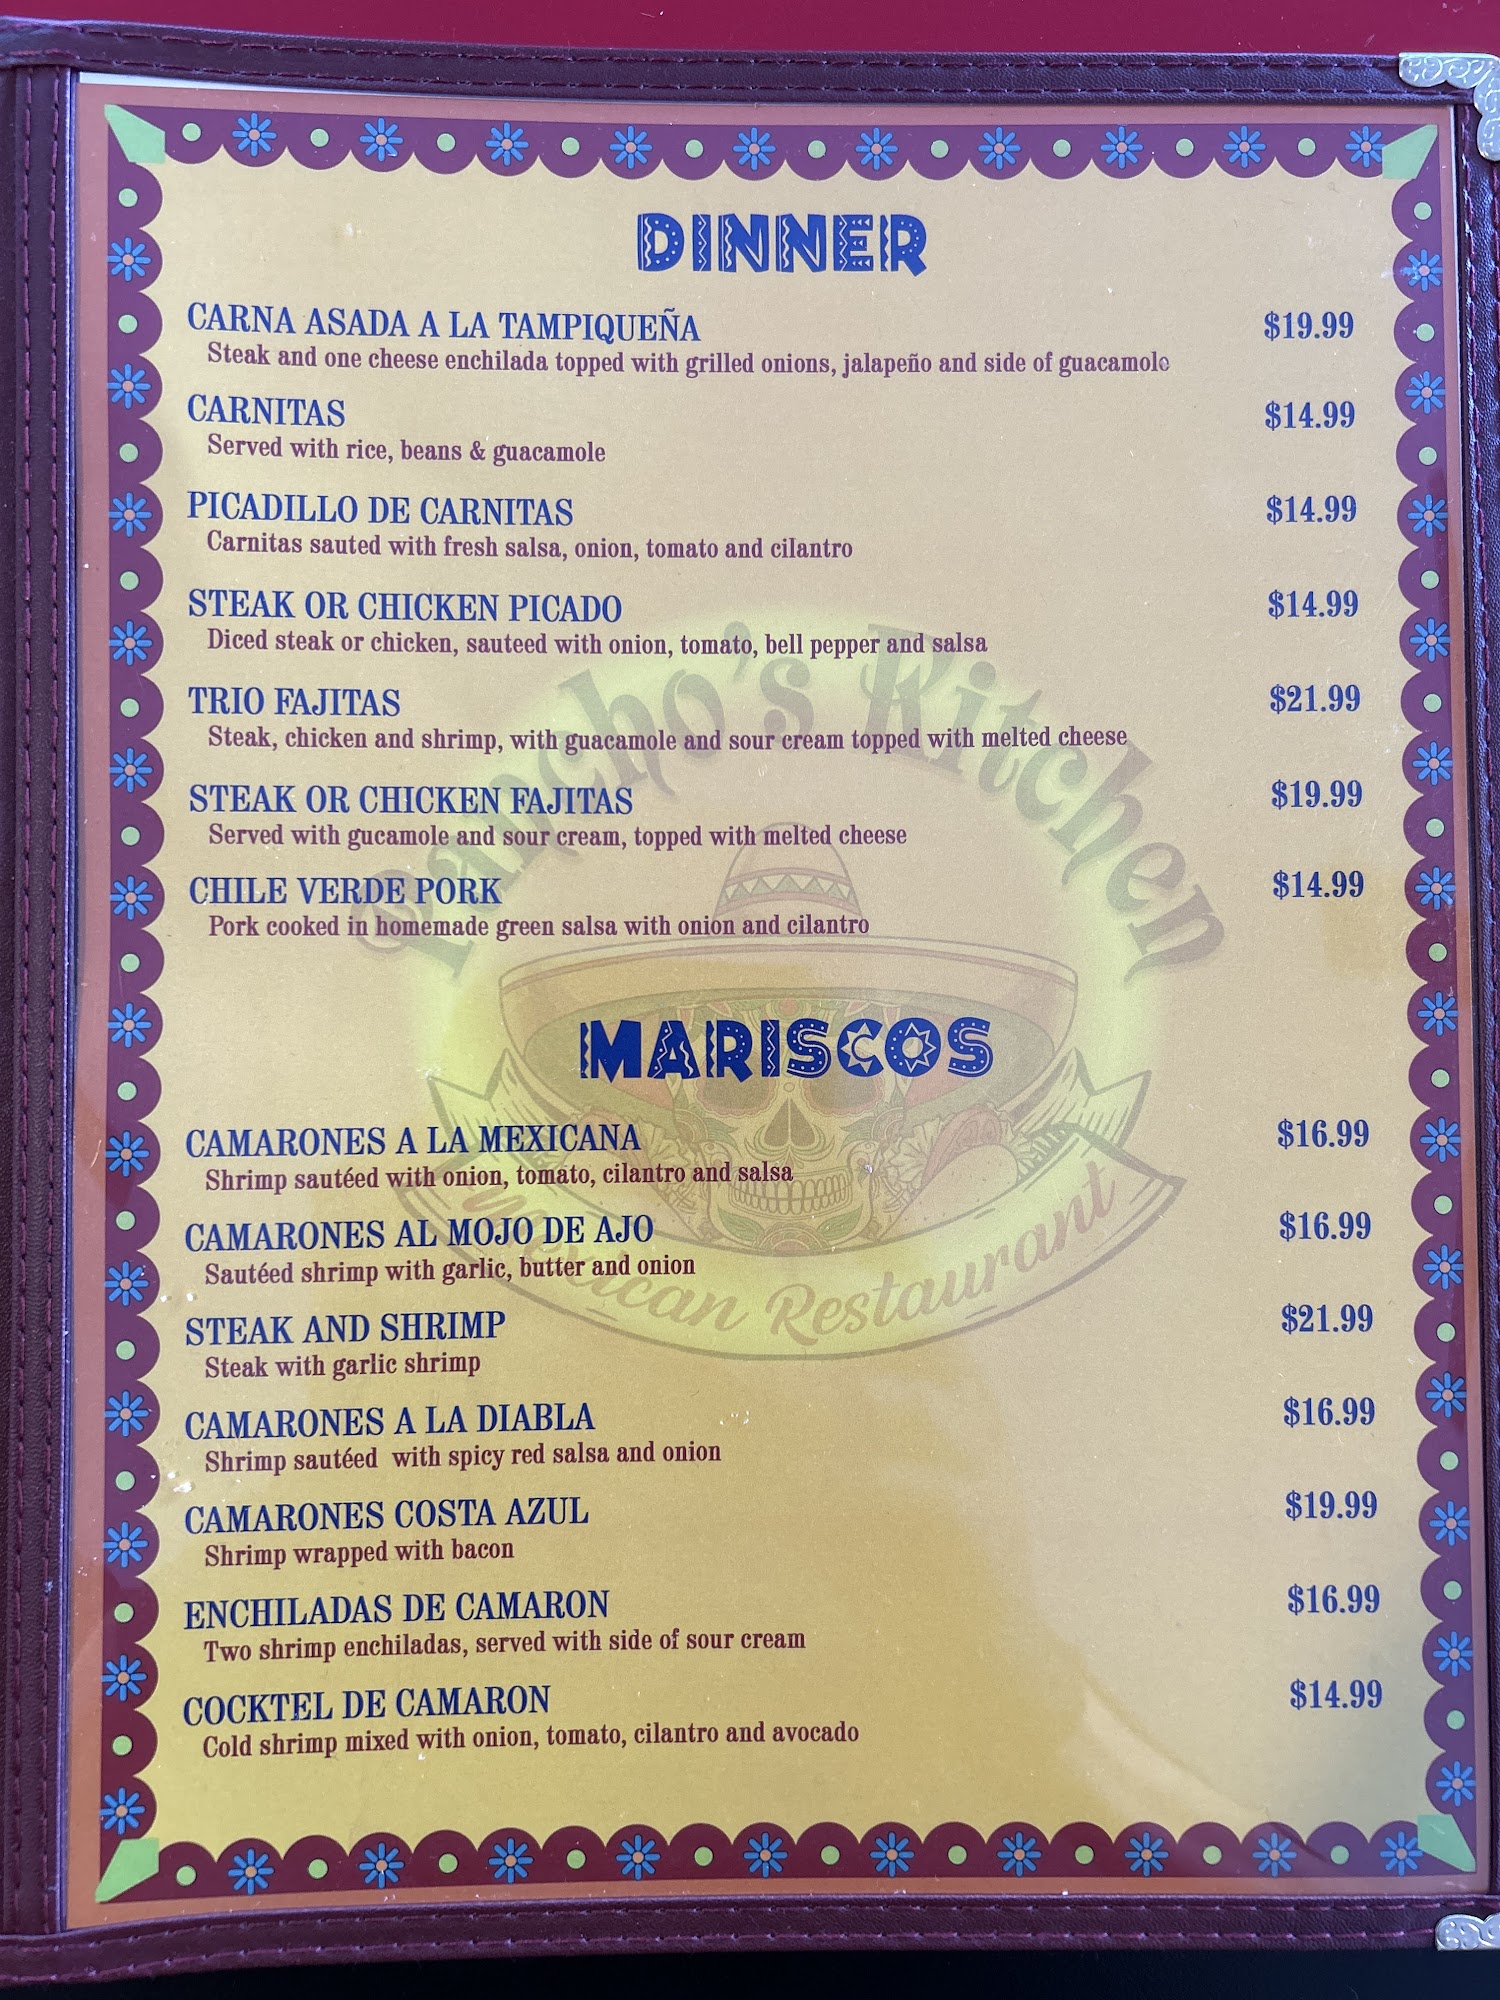 DINNER
CARNA ASADA A LA TAMPIQUEÑA $19.99
Steak and one cheese enchilada topped with grilled onions, jalapeño and side of guacamole
CARNITAS $14.99
Served with rice, beans & guacamole
PICADILLO DE CARNITAS $14.99
Carnitas sauted with fresh salsa, onion, tomato and cilantro
STEAK OR CHICKEN PICADO $14.99
Diced steak or chicken, sauteed with onion, tomato, bell pepper and salsa
TRIO FAJITAS $21.99
Steak, chicken and shrimp, with guacamole and sour cream topped with melted cheese
STEAK OR CHICKEN FAJITAS $19.99
Served with gucamole and sour cream, topped with melted cheese
CHILE VERDE PORK $14.99
Pork cooked in homemade green salsa with onion and cilantro
Pancho's Kitchen
Mexican Restaurant
MARISCOS
CAMARONES A LA MEXICANA $16.99
Shrimp sautéed with onion, tomato, cilantro and salsa
CAMARONES AL MOJO DE AJO $16.99
Sautéed shrimp with garlic, butter and onion
STEAK AND SHRIMP $21.99
Steak with garlic shrimp
CAMARONES A LA DIABLA $16.99
Shrimp sautéed with spicy red salsa and onion
CAMARONES COSTA AZUL $19.99
Shrimp wrapped with bacon
ENCHILADAS DE CAMARON $16.99
Two shrimp enchiladas, served with side of sour cream
COCKTEL DE CAMARON $14.99
Cold shrimp mixed with onion, tomato, cilantro and avocado